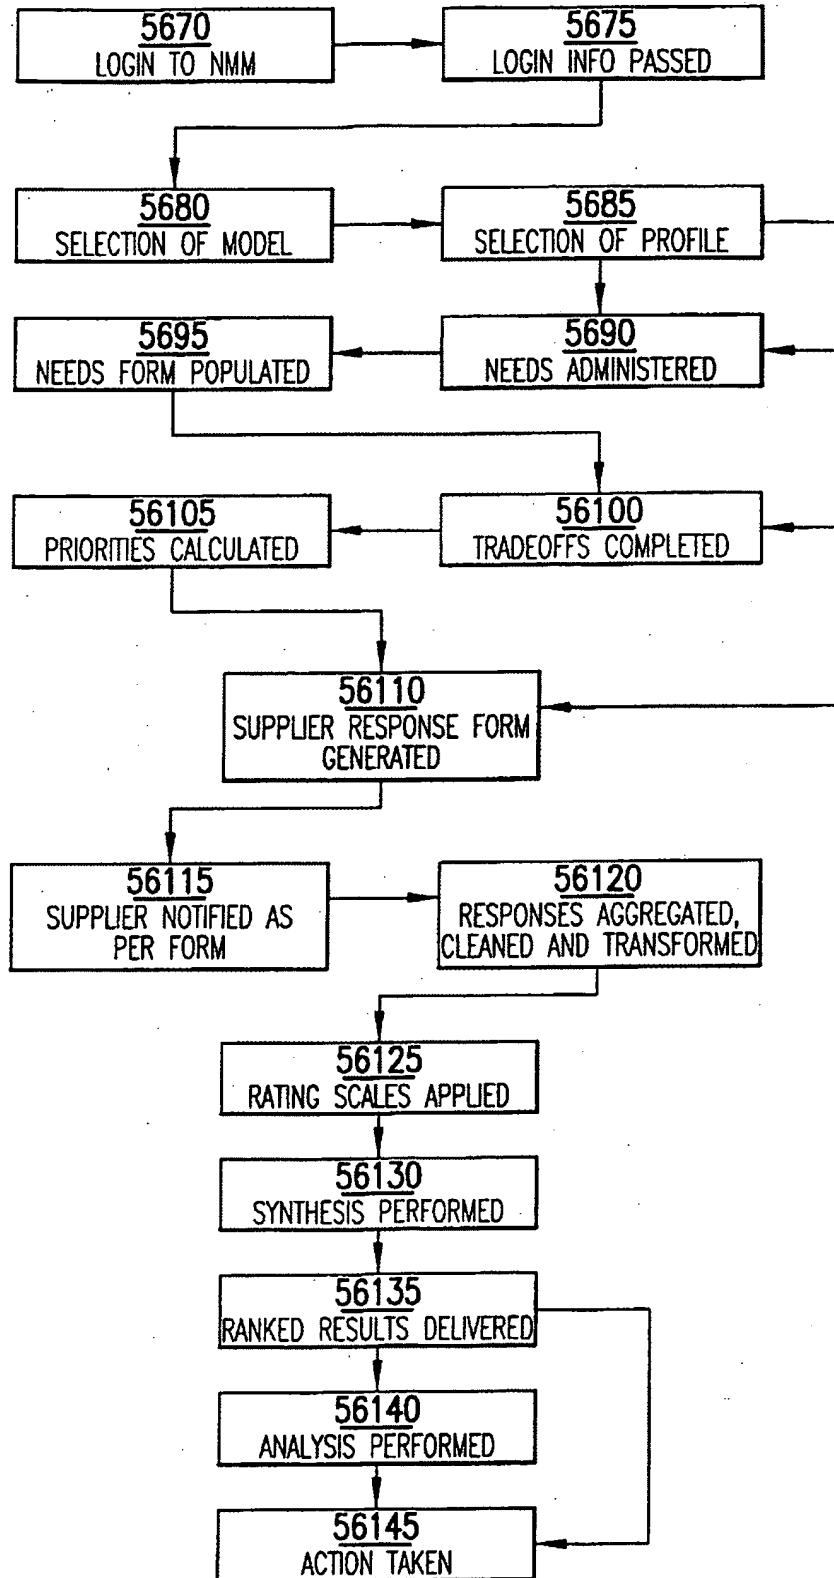 5670
LOGIN TO NMM
5675
LOGIN INFO PASSED
5680
SELECTION OF MODEL
5685
SELECTION OF PROFILE
5695
NEEDS FORM POPULATED
5690
NEEDS ADMINISTERED
56105
PRIORITIES CALCULATED
56100
TRADEOFFS COMPLETED
56110
SUPPLIER RESPONSE FORM
GENERATED
56115
SUPPLIER NOTIFIED AS
PER FORM
56120
RESPONSES AGGREGATED,
CLEANED AND TRANSFORMED
56125
RATING SCALES APPLIED
56130
SYNTHESIS PERFORMED
56135
RANKED RESULTS DELIVERED
56140
ANALYSIS PERFORMED
56145
ACTION TAKEN